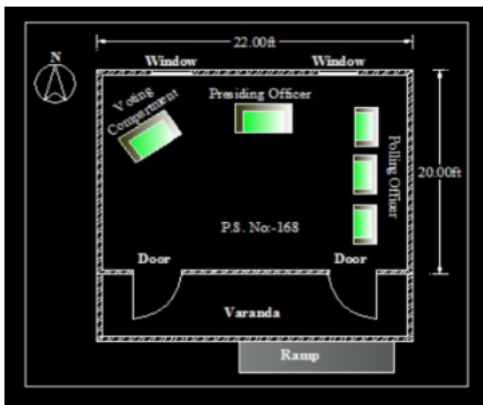 22.00ft
N
Window
Window
Voting
Compartment
Presiding Officer
Polling Officer
20.00ft
P.S. No:-168
Door
Door
Varanda
Ramp